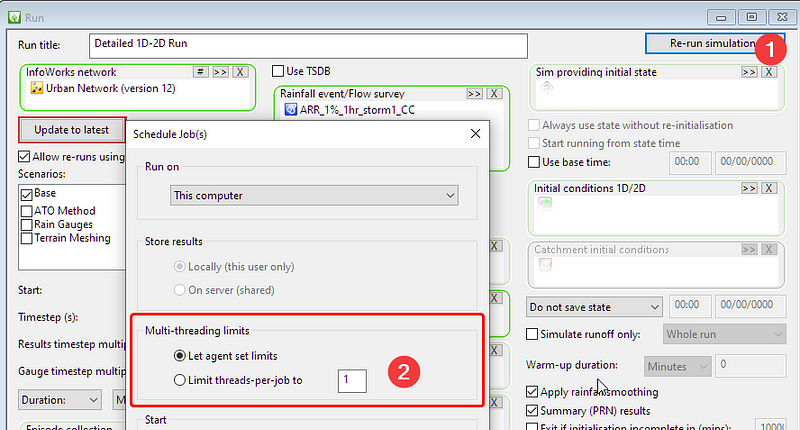 Run
Run title:
Detailed 1D-2D Run
Re-run simulation
1
InfoWorks network
#
>>
X
Urban Network (version 12)
Use TSDB
Rainfall event/Flow survey
>>
X
ARR_1%_1hr_storm1_CC
Sim providing initial state
>>
X
Update to latest
Allow re-runs using
Always use state without re-initialisation
Start running from state time
Use base time:
00:00
00/00/0000
Scenarios:
Base
ATO Method
Rain Gauges
Terrain Meshing
Schedule Job(s)
Run on
This computer
Store results
Locally (this user only)
On server (shared)
Multi-threading limits
Let agent set limits
Limit threads-per-job to
1
2
Start
Initial conditions 1D/2D
>>
X
Catchment initial conditions
>>
X
Start:
Timestep (s):
Results timestep multip
Gauge timestep multip
Duration:
M
Episode collection
X
X
X
Do not save state
00:00
00/00/0000
Simulate runoff only:
Whole run
Warm-up duration:
Minutes
0
Apply rainfall smoothing
Summary (PRN) results
Exit if initialisation incomplete in (mins):